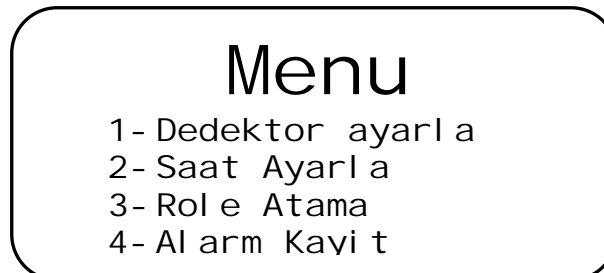 Menu
1-Dedektor ayarla
2-Saat Ayarla
3-Role Atama
4-Alarm Kayit